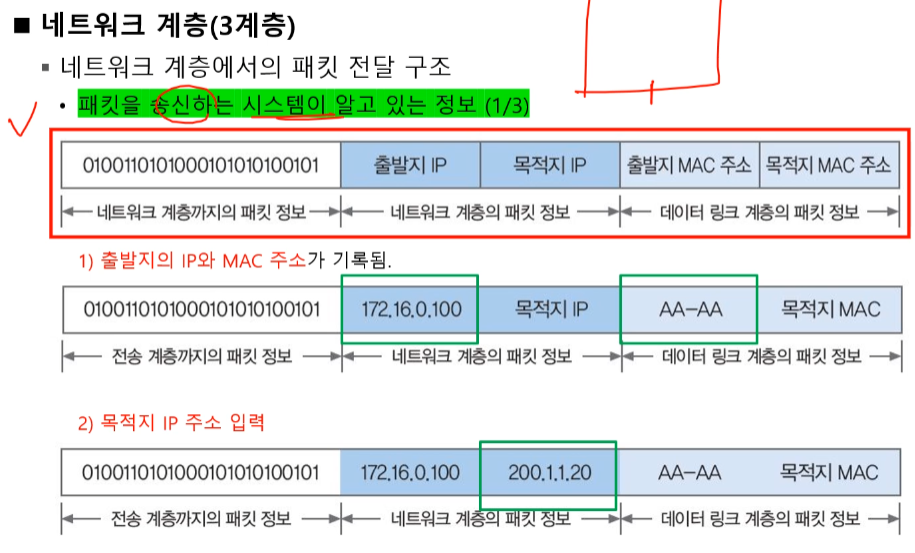 ■ 네트워크 계층(3계층)
▪ 네트워크 계층에서의 패킷 전달 구조
• 패킷을 송신하는 시스템이 알고 있는 정보 (1/3)
01001101010001010101100101 출발지 IP 목적지 IP 출발지 MAC 주소 목적지 MAC 주소
네트워크 계층까지의 패킷 정보 네트워크 계층의 패킷 정보 데이터 링크 계층의 패킷 정보
1) 출발지의 IP와 MAC 주소가 기록됨.
01001101010001010101100101 172.16.0.100 목적지 IP AA-AA 목적지 MAC
전송 계층까지의 패킷 정보 네트워크 계층의 패킷 정보 데이터 링크 계층의 패킷 정보
2) 목적지 IP 주소 입력
01001101010001010101100101 172.16.0.100 200.1.1.20 AA-AA 목적지 MAC
전송 계층까지의 패킷 정보 네트워크 계층의 패킷 정보 데이터 링크 계층의 패킷 정보